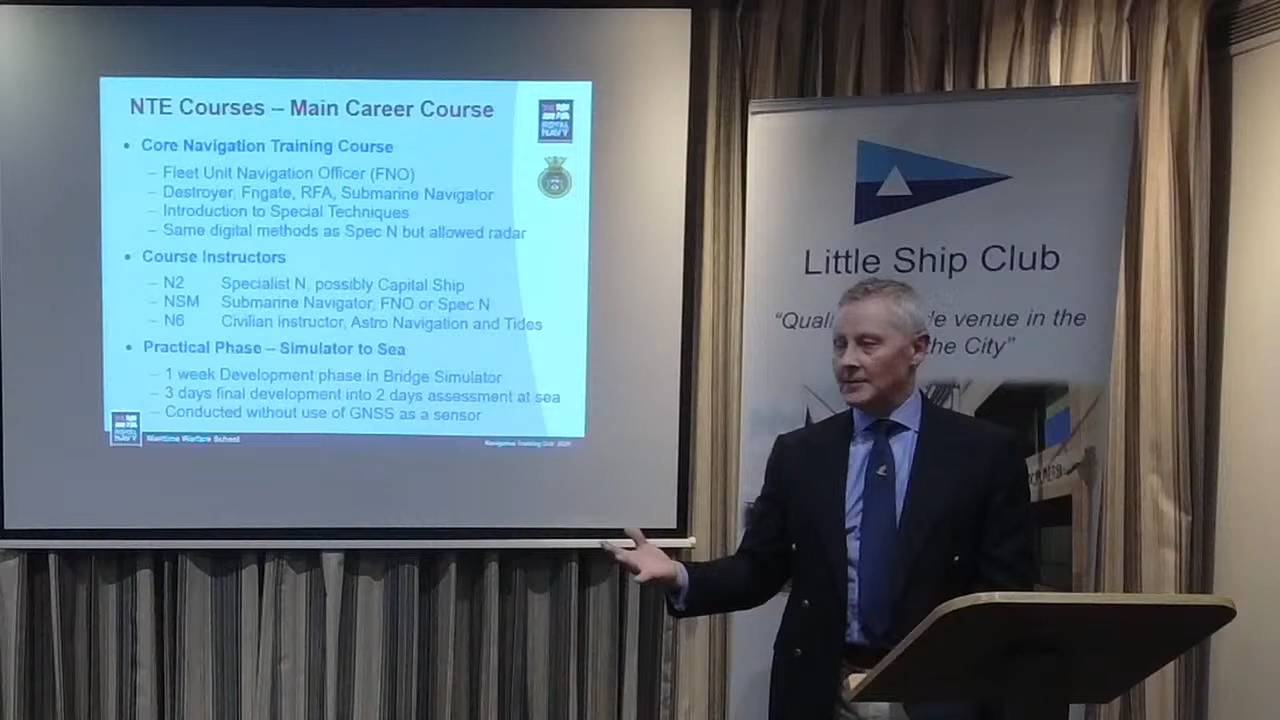 NTE Courses – Main Career Course
ROYAL
NAVY
• Core Navigation Training Course
– Fleet Unit Navigation Officer (FNO)
– Destroyer, Frigate, RFA, Submarine Navigator
– Introduction to Special Techniques
– Same digital methods as Spec N but allowed radar
• Course Instructors
– N2 Specialist N, possibly Capital Ship
– NSM Submarine Navigator, FNO or Spec N
– N6 Civilian instructor, Astro Navigation and Tides
• Practical Phase – Simulator to Sea
– 1 week Development phase in Bridge Simulator
– 3 days final development into 2 days assessment at sea
– Conducted without use of GNSS as a sensor
ROYAL
NAVY
Maritime Warfare School
Little Ship Club
venue in the
the City”